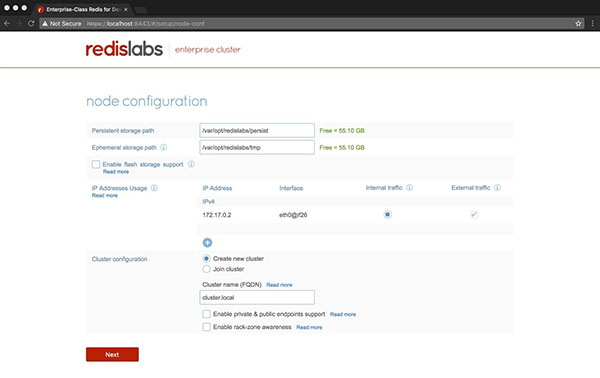 Enterprise-Class Redis for De
Not Secure https://localhost:8443/#/setup/node-conf
redislabs enterprise cluster
node configuration
Persistent storage path /var/opt/redislabs/persist Free = 55.10 GB
Ephemeral storage path /var/opt/redislabs/tmp Free = 55.10 GB
Enable flash storage support
Read more
IP Addresses Usage IP Address Interface Internal traffic External traffic
Read more
IPv4
172.17.0.2 eth0@if26
Cluster configuration Create new cluster
Join cluster
Cluster name (FQDN) Read more
cluster.local
Enable private & public endpoints support Read more
Enable rack-zone awareness Read more
Next